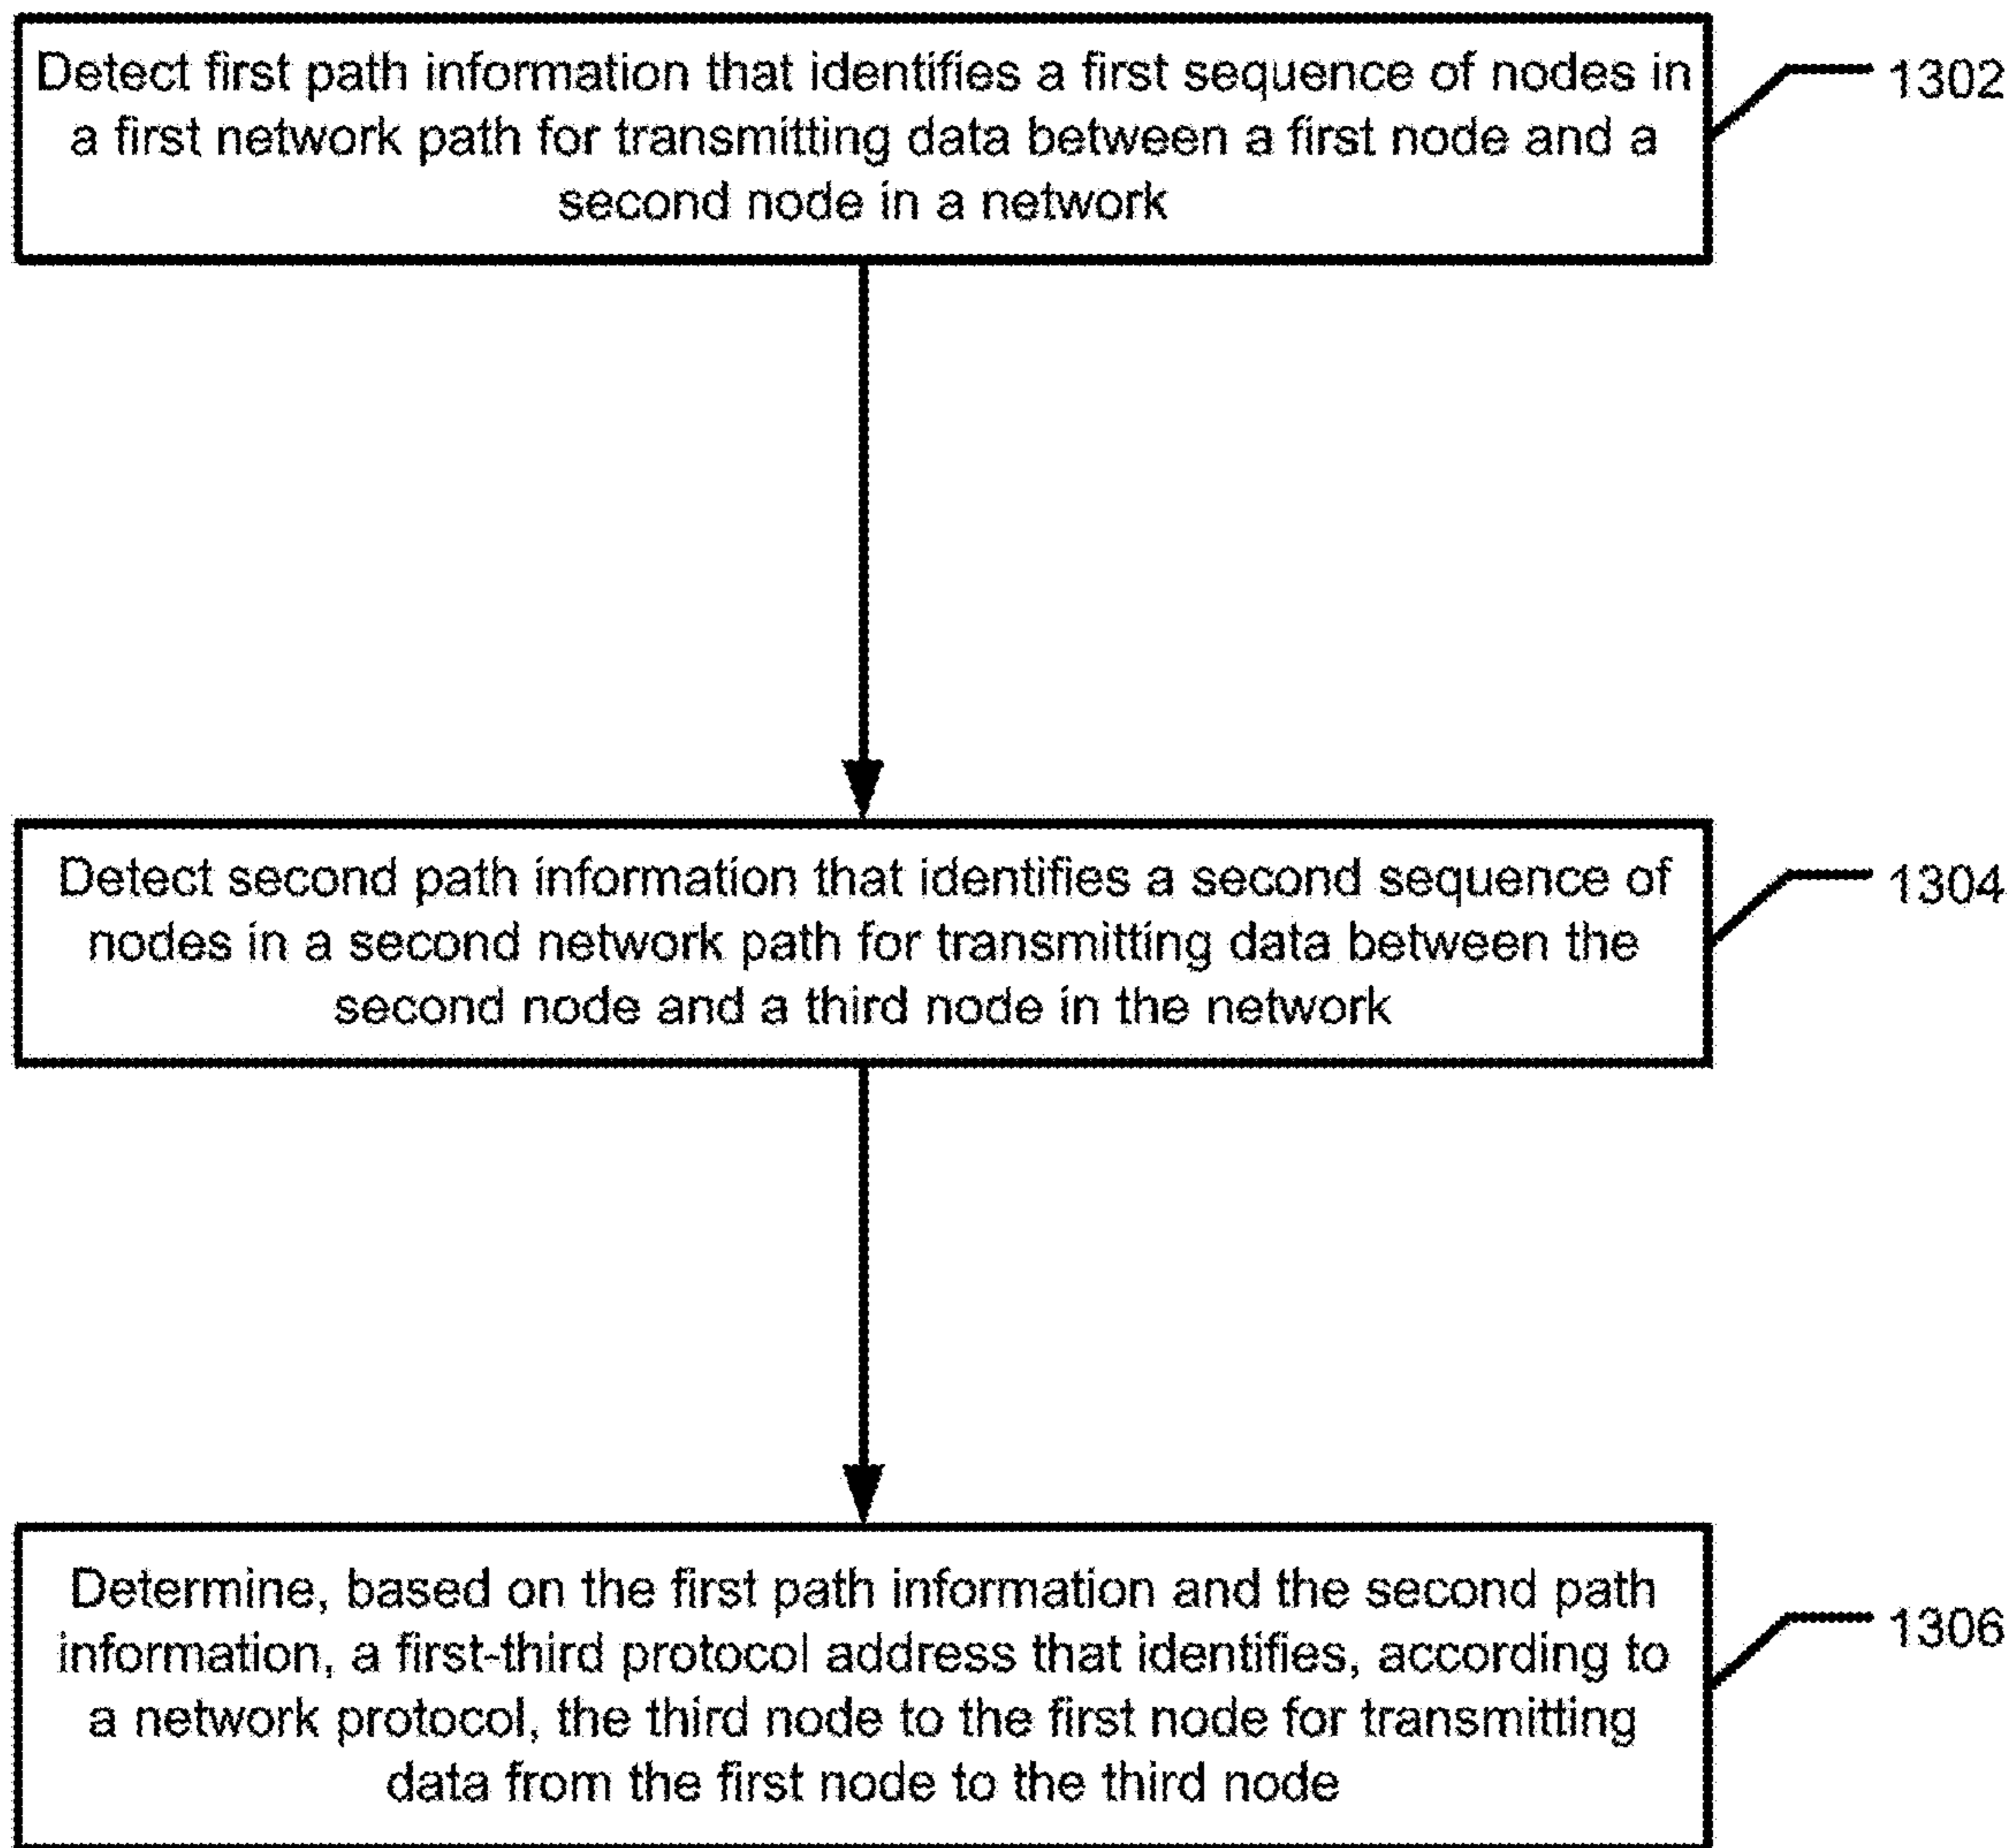 Detect first path information that identifies a first sequence of nodes in
a first network path for transmitting data between a first node and a
second node in a network
1302
Detect second path information that identifies a second sequence of
nodes in a second network path for transmitting data between the
second node and a third node in the network
1304
Determine, based on the first path information and the second path
information, a first-third protocol address that identifies, according to
a network protocol, the third node to the first node for transmitting
data from the first node to the third node
1306